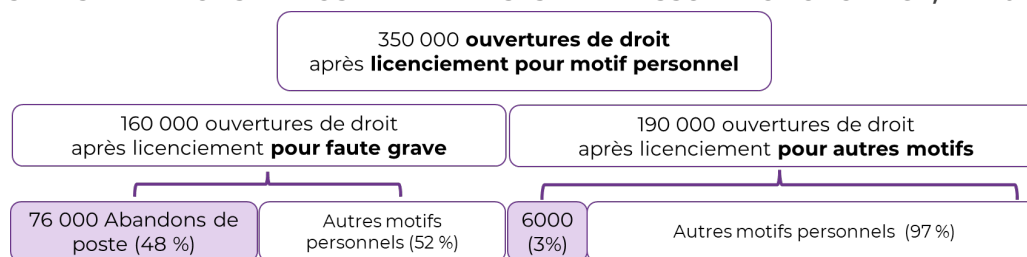 350 000 ouvertures de droit
après licenciement pour motif personnel
160 000 ouvertures de droit
après licenciement pour faute grave
190 000 ouvertures de droit
après licenciement pour autres motifs
76 000 Abandons de
poste (48 %)
Autres motifs
personnels (52 %)
6000
(3%)
Autres motifs personnels (97 %)